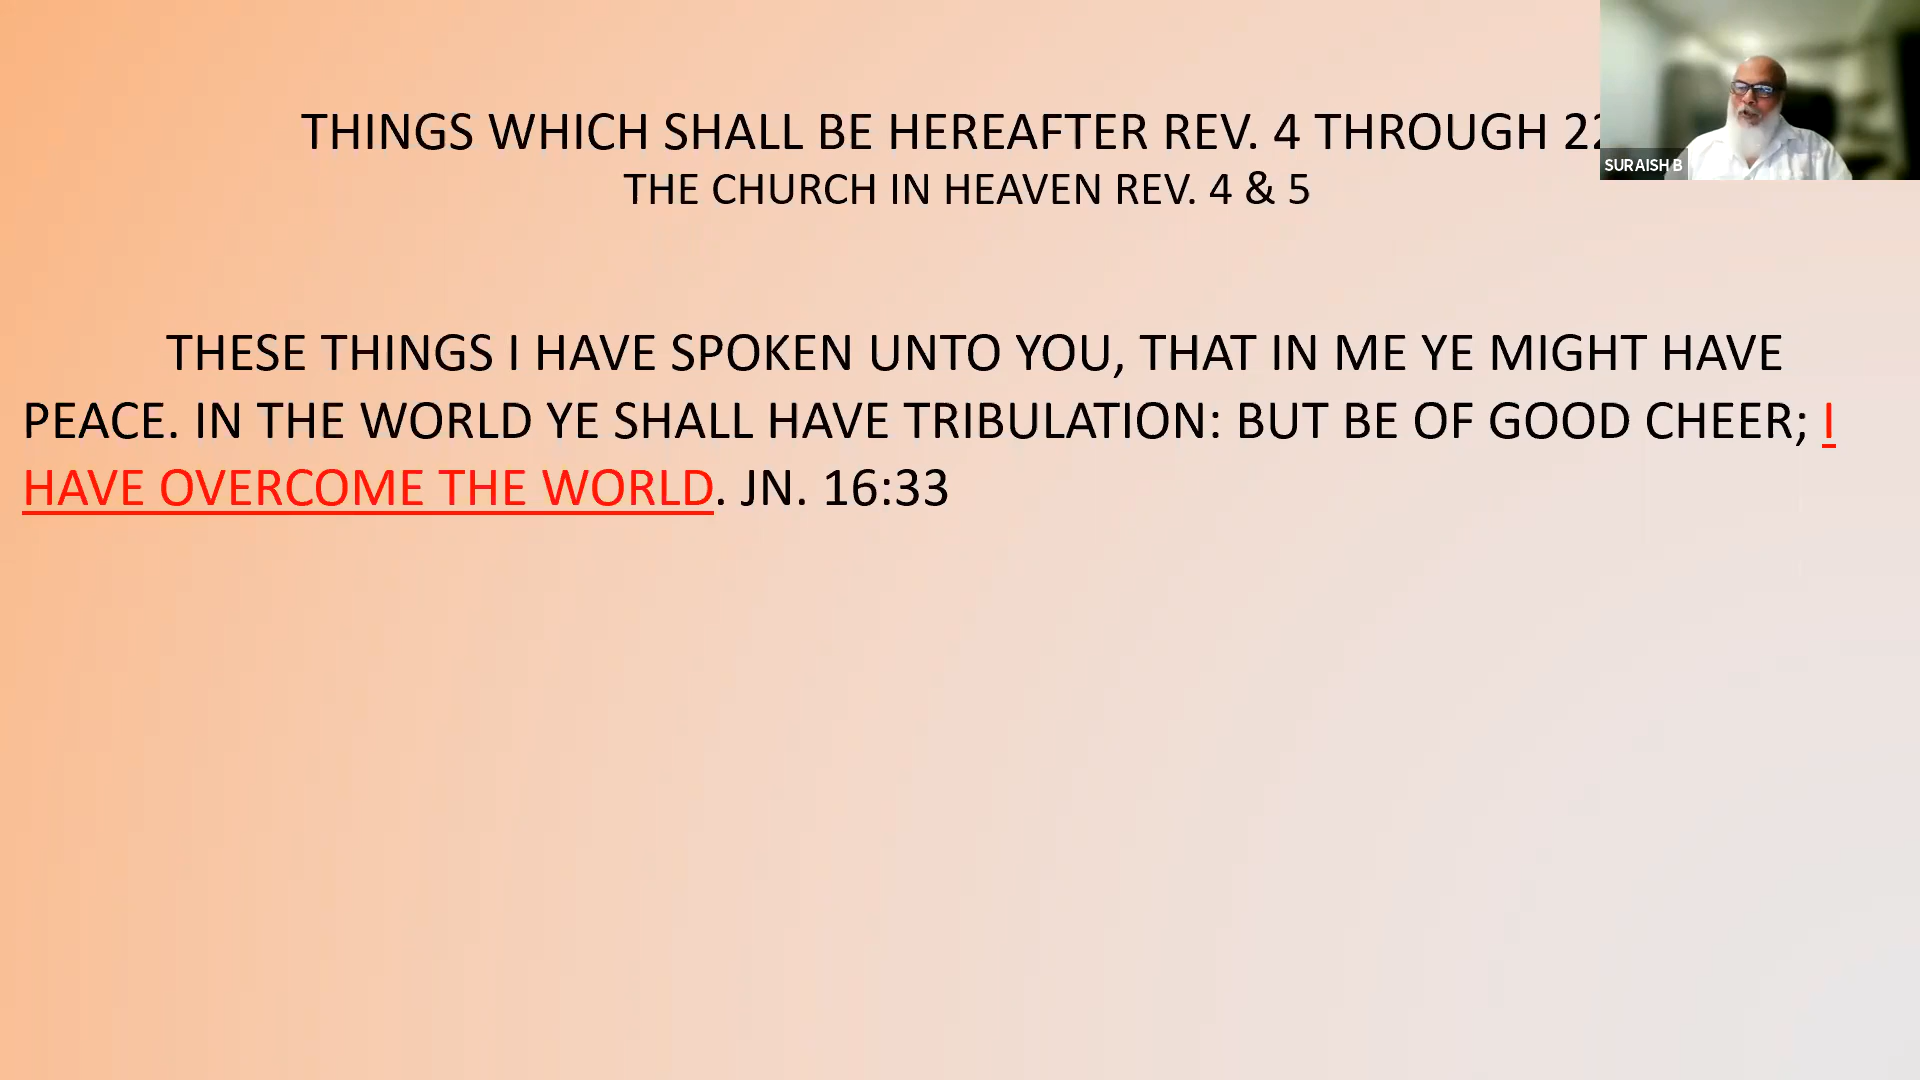 THINGS WHICH SHALL BE HEREAFTER REV. 4 THROUGH 22
THE CHURCH IN HEAVEN REV. 4 & 5
SURAISH B
THESE THINGS I HAVE SPOKEN UNTO YOU, THAT IN ME YE MIGHT HAVE
PEACE. IN THE WORLD YE SHALL HAVE TRIBULATION: BUT BE OF GOOD CHEER; I
HAVE OVERCOME THE WORLD. JN. 16:33